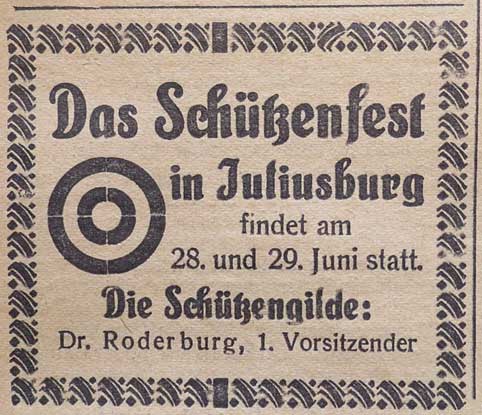 Das Schützenfest
in Juliusburg
findet am
28. und 29. Juni statt.
Die Schützengilde:
Dr. Roderburg, 1. Vorsitzender